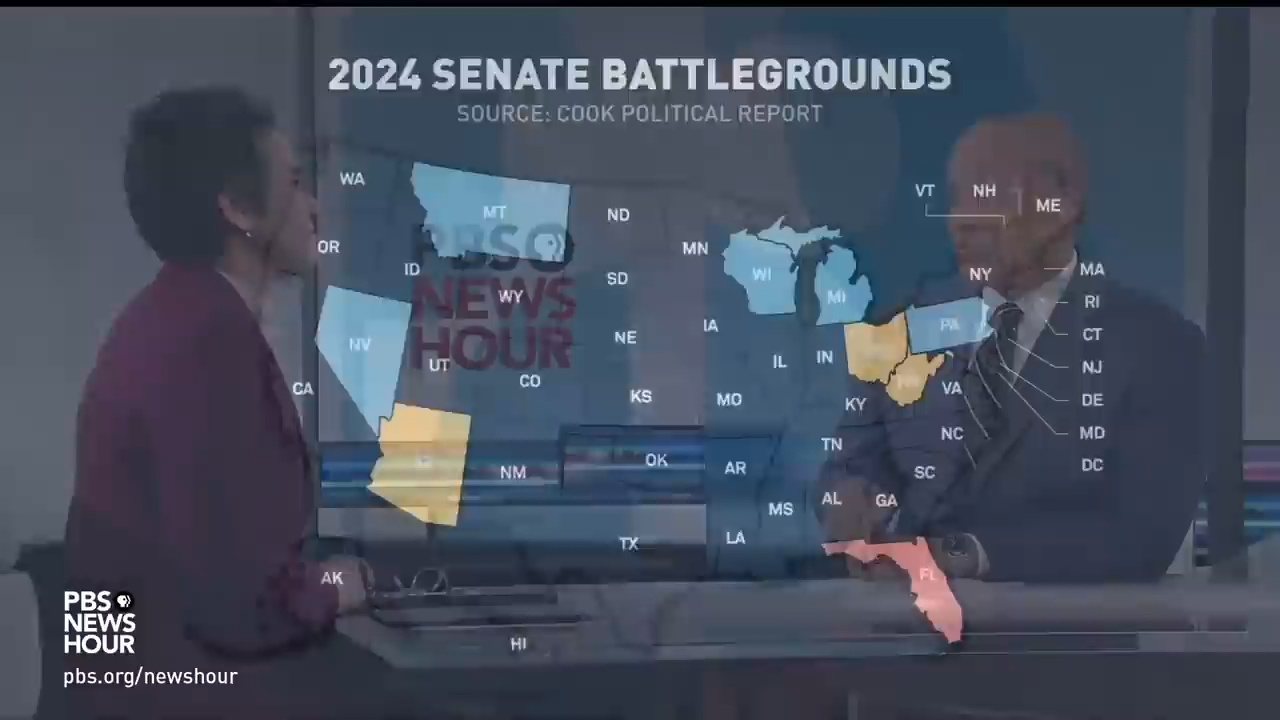 2024 SENATE BATTLEGROUNDS
SOURCE: COOK POLITICAL REPORT
WA
MT
ND
VT
NH
ME
OR
MN
ID
SD
WI
NY
MA
PBS
WY
MI
RI
NEWS
IA
PA
CT
NV
NE
HOUR
UT
IL
IN
NJ
CO
CA
KS
MO
KY
VA
DE
NC
MD
TN
OK
AR
NM
SC
DC
MS
AL
GA
TX
LA
AK
FL
HI
PBS
NEWS
HOUR
pbs.org/newshour